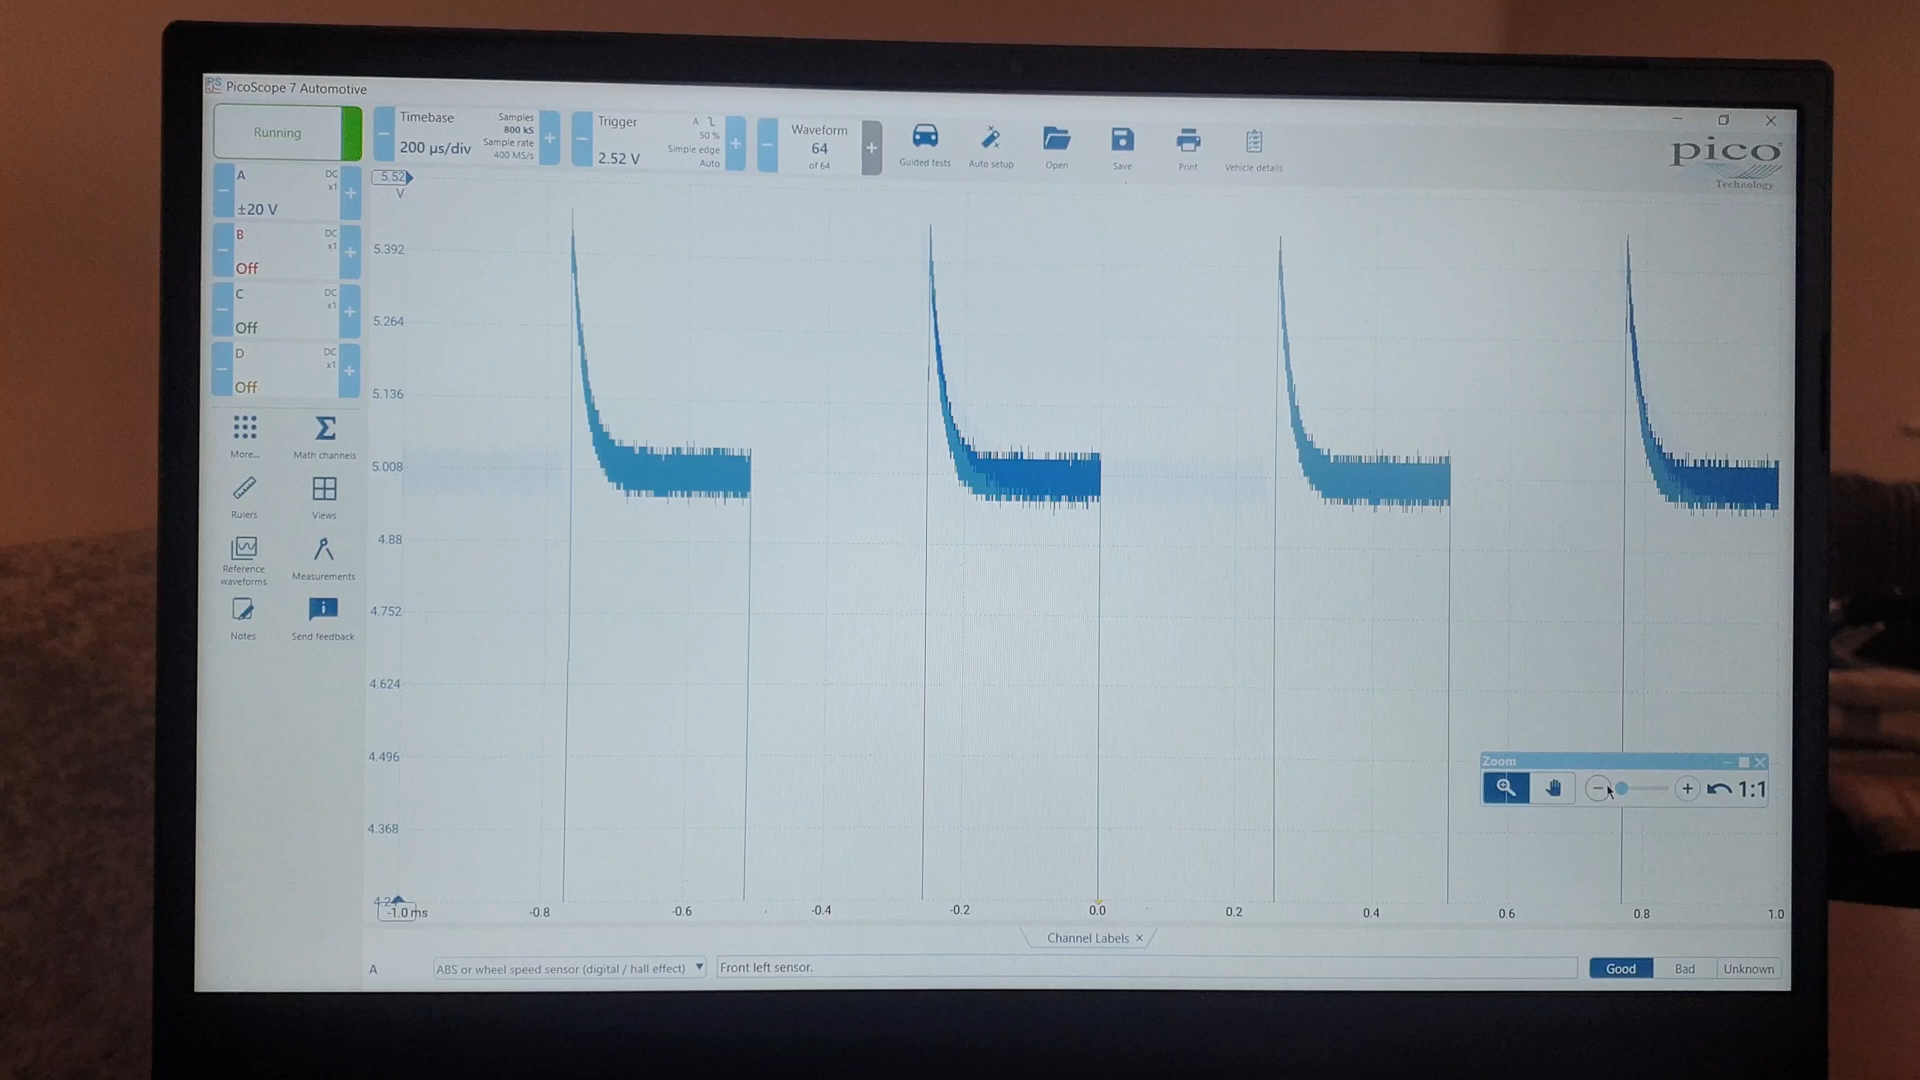 PicoScope 7 Automotive
Running
Timebase
200 µs/div
Samples
800 kS
Sample rate
400 MS/s
Trigger
2.52 V
A
50 %
Simple edge
Auto
Waveform
64
of 64
Guided tests
Auto setup
Open
Save
Print
Vehicle details
pico
Technology
A
DC
x1
±20 V
B
DC
x1
Off
C
DC
x1
Off
D
DC
x1
Off
More...
Math channels
Rulers
Views
Reference
waveforms
Measurements
Notes
Send feedback
5.52
V
5.392
5.264
5.136
5.008
4.88
4.752
4.624
4.496
4.368
-1.0 ms
-0.8
-0.6
-0.4
-0.2
0.0
0.2
0.4
0.6
0.8
1.0
Zoom
1:1
Channel Labels ×
A
ABS or wheel speed sensor (digital / hall effect)
Front left sensor.
Good
Bad
Unknown